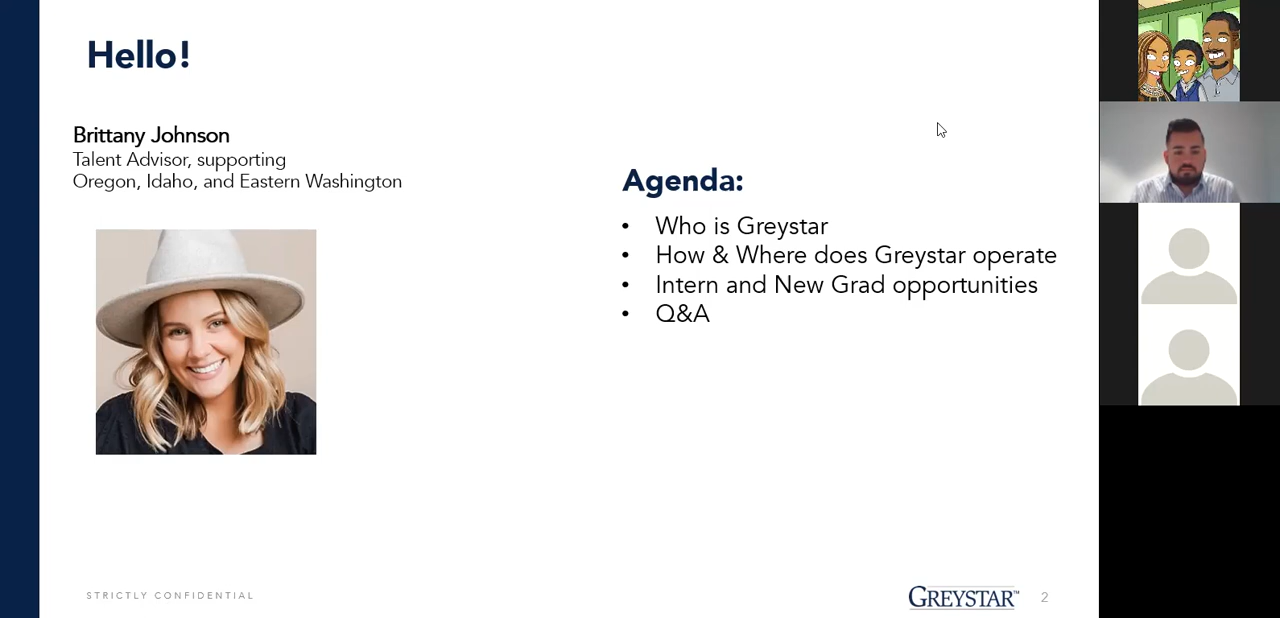 Hello!
Brittany Johnson
Talent Advisor, supporting
Oregon, Idaho, and Eastern Washington
Agenda:
• Who is Greystar
• How & Where does Greystar operate
• Intern and New Grad opportunities
• Q&A
STRICTLY CONFIDENTIAL
GREYSTAR™
2